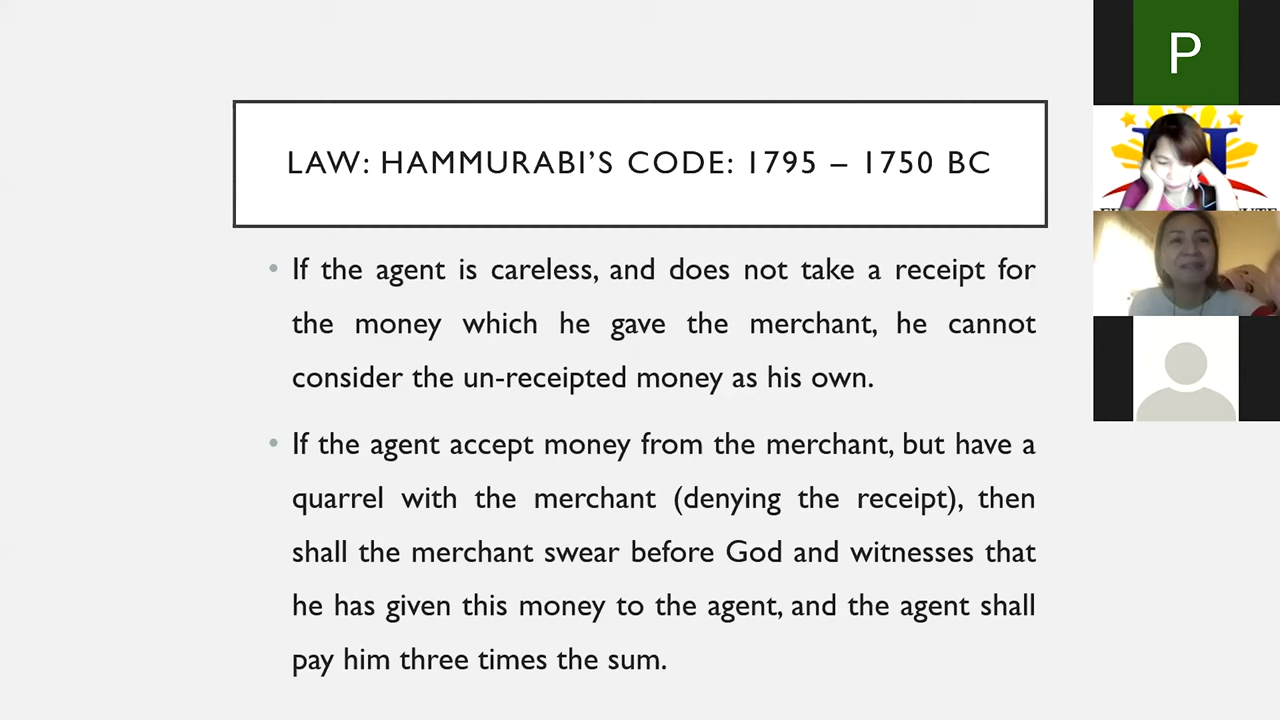 LAW: HAMMURABI’S CODE: 1795 – 1750 BC
• If the agent is careless, and does not take a receipt for
the money which he gave the merchant, he cannot
consider the un-receipted money as his own.
• If the agent accept money from the merchant, but have a
quarrel with the merchant (denying the receipt), then
shall the merchant swear before God and witnesses that
he has given this money to the agent, and the agent shall
pay him three times the sum.
P